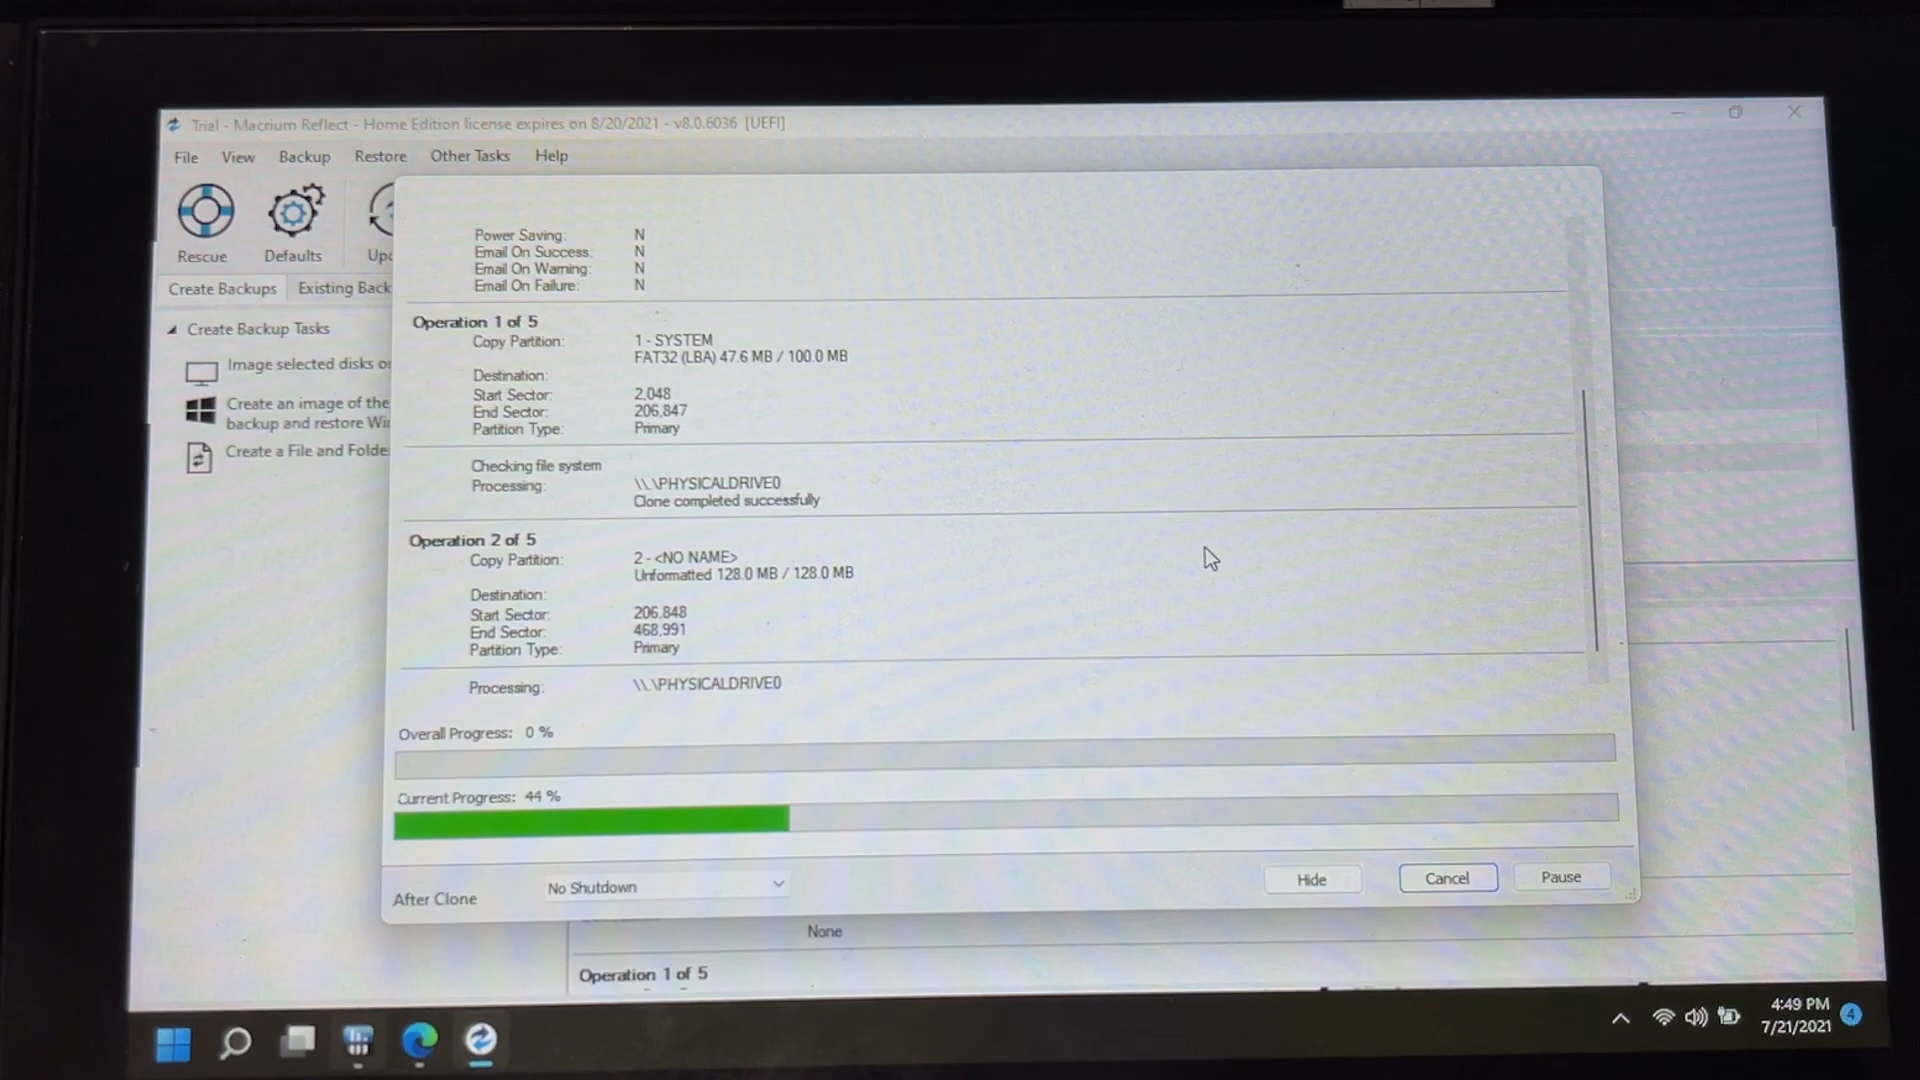 Trial - Macrium Reflect - Home Edition license expires on 8/20/2021 - v8.0.6036 [UEFI]
File View Backup Restore Other Tasks Help
Rescue Defaults
Create Backups Existing Back
Create Backup Tasks
Image selected disks
Create an image of the
backup and restore
Create a File and
Power Saving: N
Email On Success: N
Email On Warning: N
Email On Failure: N
Operation 1 of 5
Copy Partition: 1 - SYSTEM
FAT32 (LBA) 47.6 MB / 100.0 MB
Destination:
Start Sector: 2,048
End Sector: 206,847
Partition Type: Primary
Checking file system
Processing: \\.\PHYSICALDRIVE0
Clone completed successfully
Operation 2 of 5
Copy Partition: 2 - <NO NAME>
Unformatted 128.0 MB / 128.0 MB
Destination:
Start Sector: 206,848
End Sector: 468,991
Partition Type: Primary
Processing: \\.\PHYSICALDRIVE0
Overall Progress: 0 %
Current Progress: 44 %
After Clone No Shutdown Hide Cancel Pause
None
Operation 1 of 5
4:49 PM
7/21/2021 4